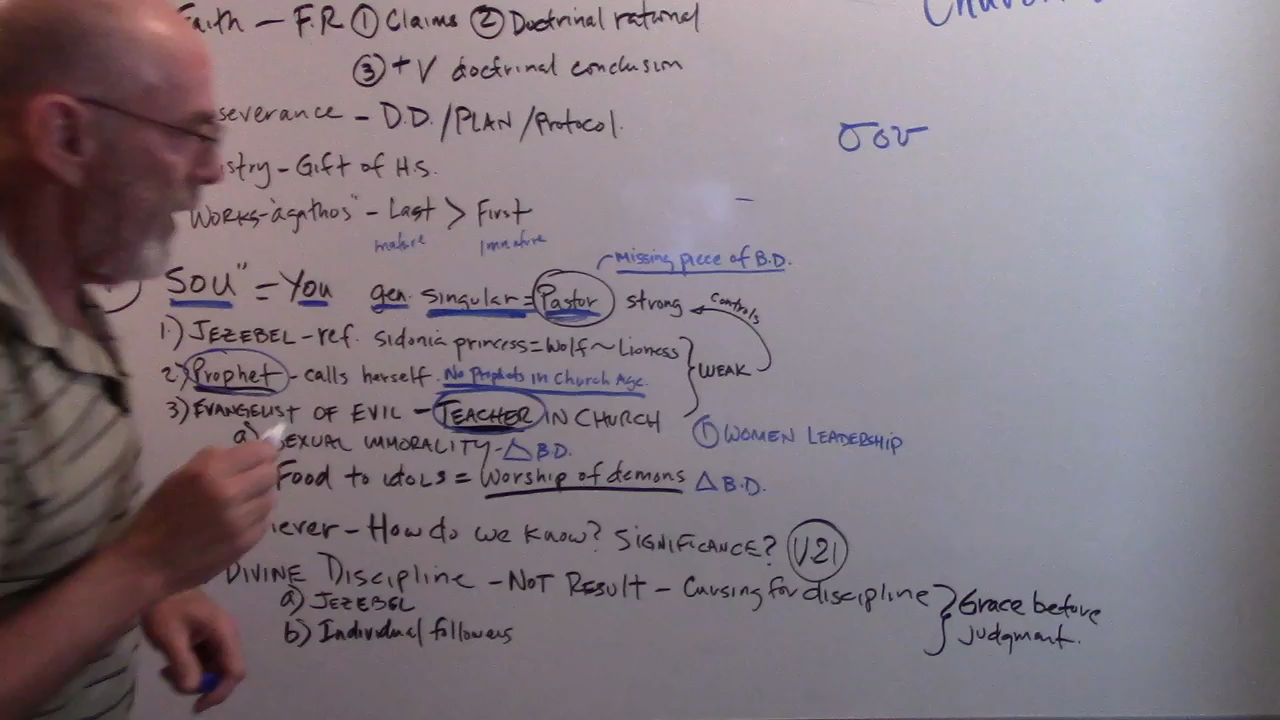 Faith - F.R ① Claims ② Doctrinal rational
③ + V doctrinal conclusion
Church
severance - D.D. / PLAN / Protocol.
σου
istry - Gift of H.S.
Works - "agathos" - Last > First
mature immature
Missing piece of B.D.
SOU" = You gen. singular = Pastor strong controls
1.) JEZEBEL - ref. Sidonia princess = Wolf ~ Lioness
2) Prophet - calls herself. No Prophets in Church Age.
WEAK
3) EVANGELIST OF EVIL - TEACHER IN CHURCH
① WOMEN LEADERSHIP
a) SEXUAL IMMORALITY - △ B.D.
Food to idols = Worship of demons △ B.D.
iever - How do we know? SIGNIFICANCE? V21
DIVINE Discipline - NOT RESULT - Cursing for discipline
a) JEZEBEL
b) Individual followers
Grace before
judgment.